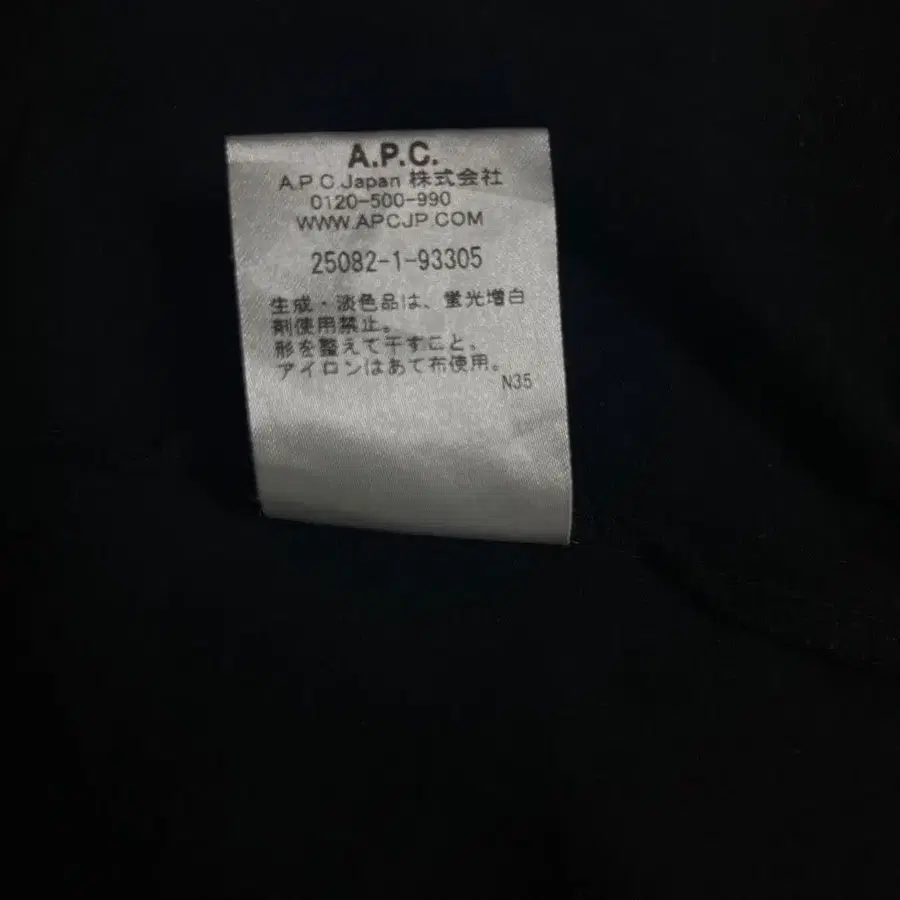 A.P.C.
A.P.C.Japan 株式会社
0120-500-990
WWW.APCJP.COM
25082-1-93305
生成・淡色品は、蛍光増白
剤使用禁止。
形を整えて干すこと。
アイロンはあて布使用。
N35